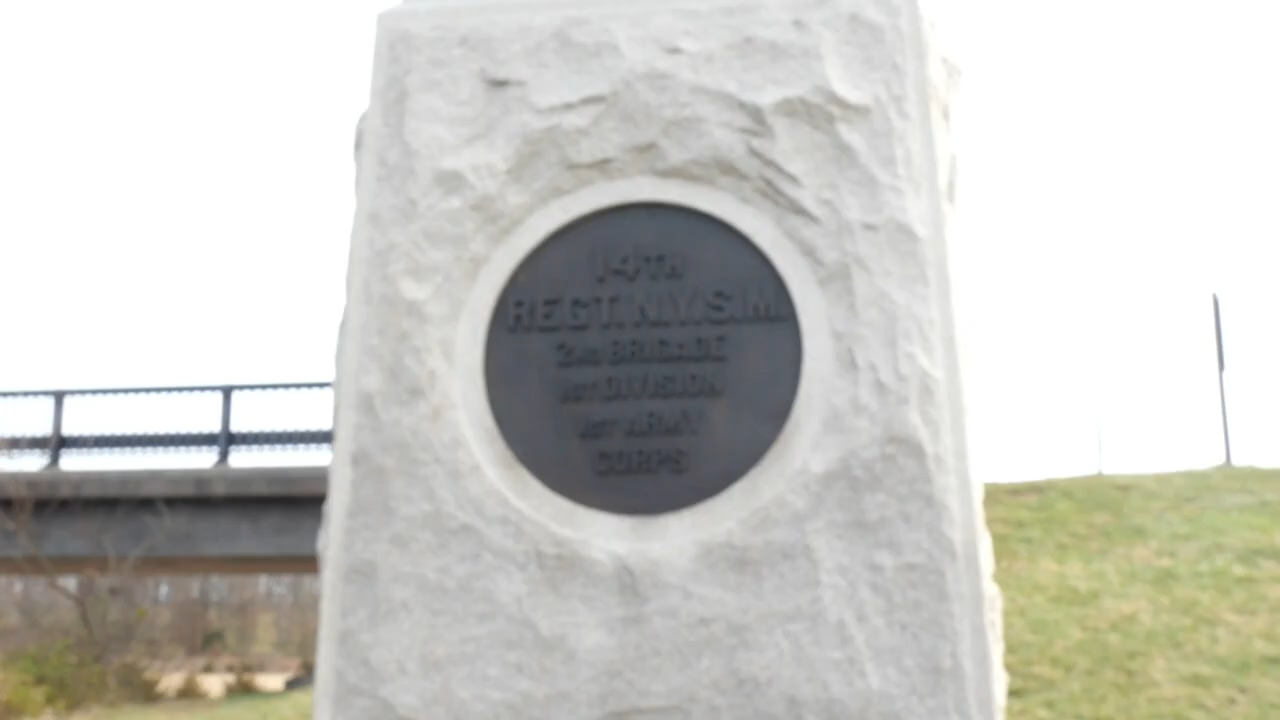 14TH
REGT. N.Y.S.M.
2ND BRIGADE
1ST DIVISION
1ST ARMY
CORPS